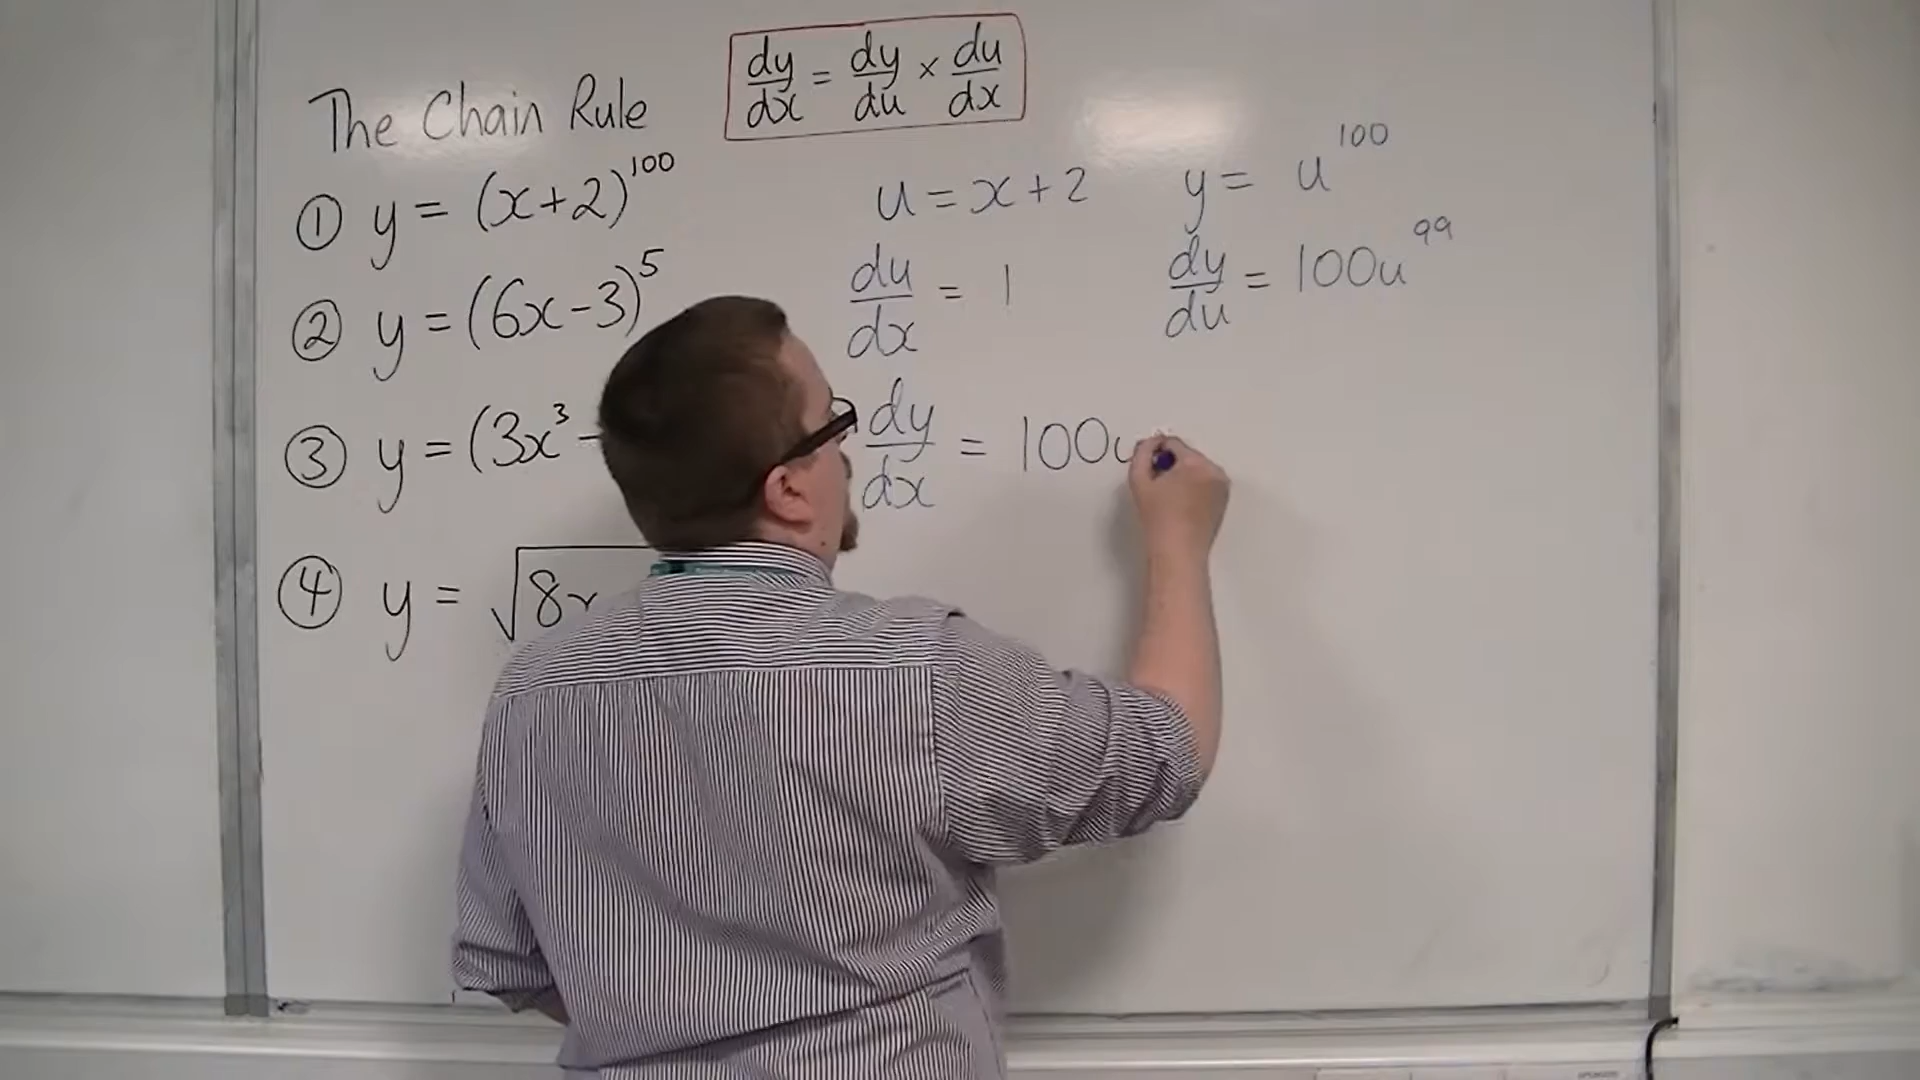 The Chain Rule
dy/dx = dy/du × du/dx
① y = (x+2)^100
u = x+2
y = u^100
② y = (6x-3)^5
du/dx = 1
dy/du = 100u^99
③ y = (3x^3 -
dy/dx = 100u
④ y = √8x